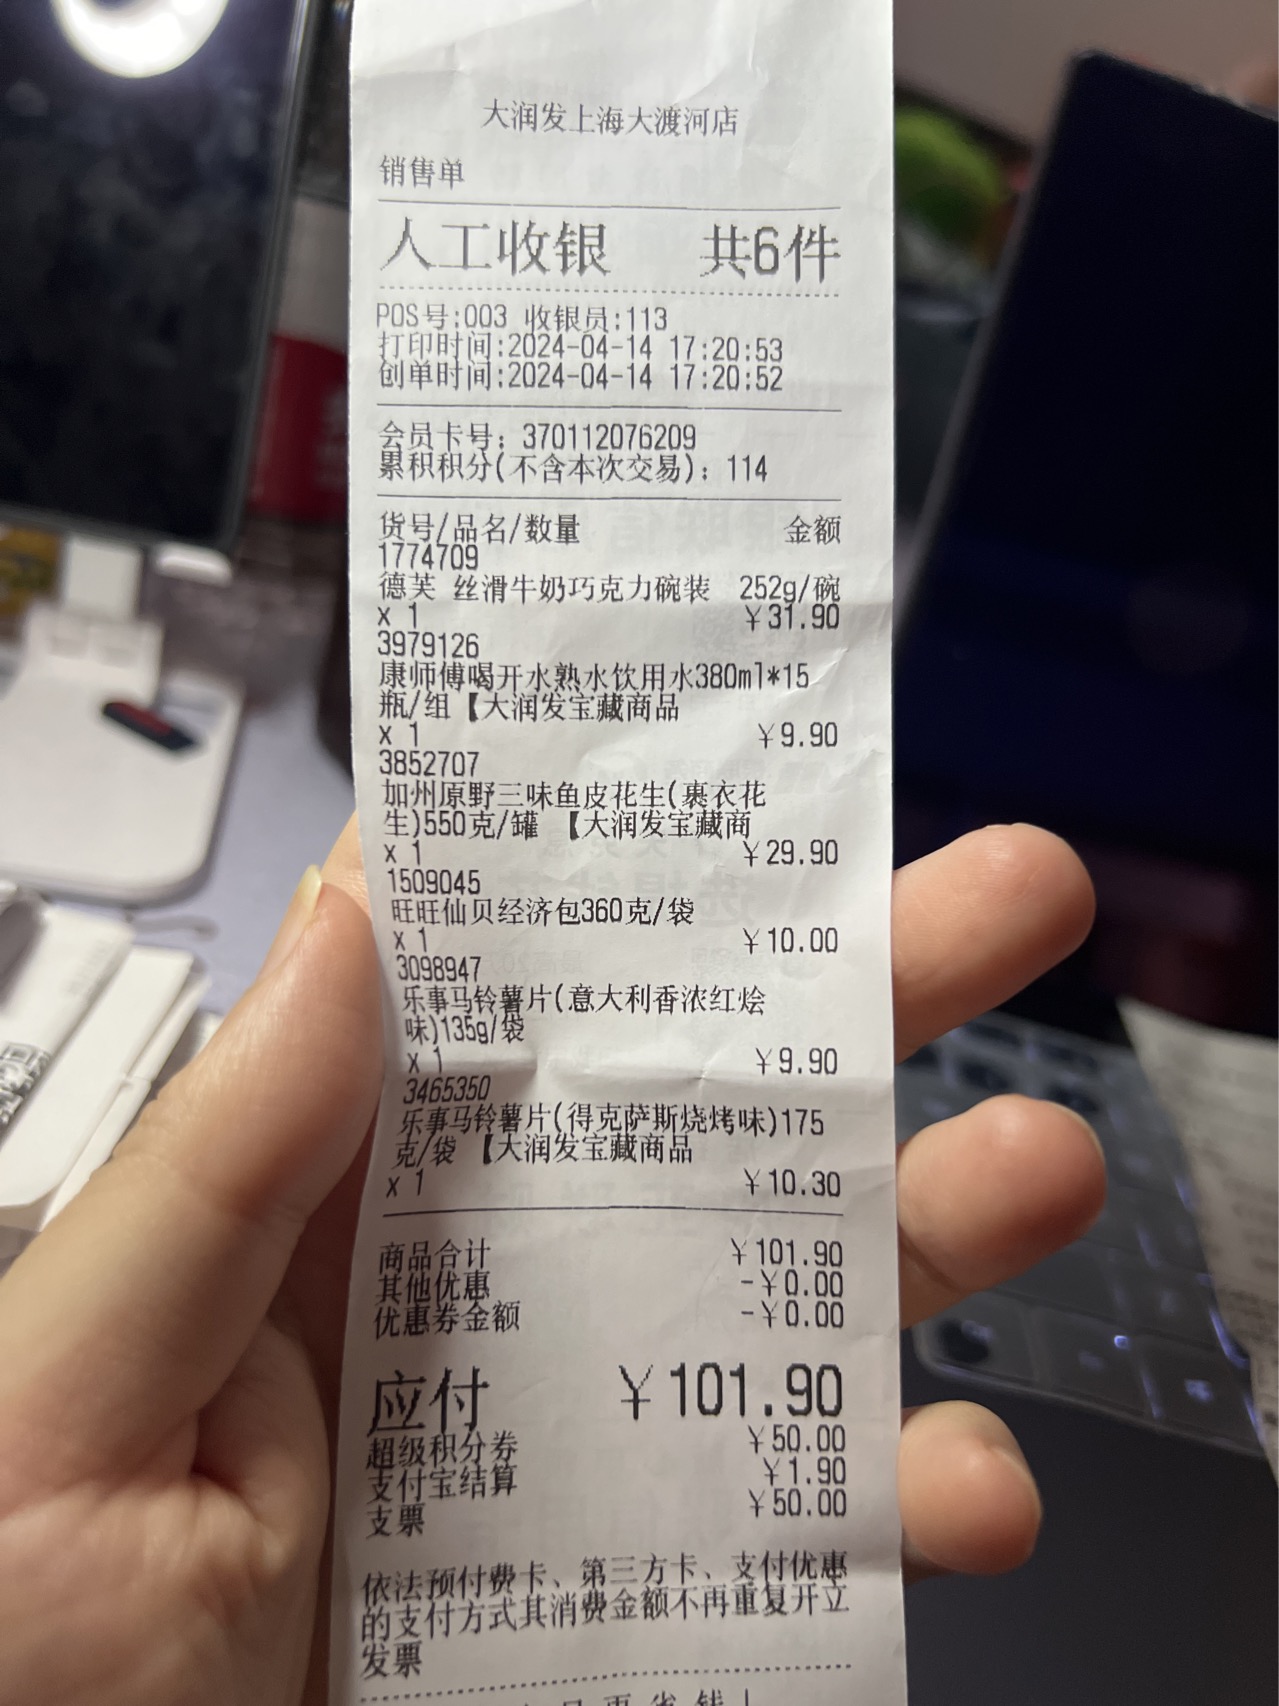 大润发上海大渡河店
销售单
人工收银 共6件
POS号:003 收银员:113
打印时间:2024-04-14 17:20:53
创单时间:2024-04-14 17:20:52
会员卡号: 370112076209
累积积分(不含本次交易): 114
货号/品名/数量 金额
1774709
德芙 丝滑牛奶巧克力碗装 252g/碗
x 1 ¥31.90
3979126
康师傅喝开水熟水饮用水380ml*15
瓶/组【大润发宝藏商品
x 1 ¥9.90
3852707
加州原野三味鱼皮花生(裹衣花
生)550克/罐 【大润发宝藏商
x 1 ¥29.90
1509045
旺旺仙贝经济包360克/袋
x 1 ¥10.00
3098947
乐事马铃薯片(意大利香浓红烩
味)135g/袋
x 1 ¥9.90
3465350
乐事马铃薯片(得克萨斯烧烤味)175
克/袋 【大润发宝藏商品
x 1 ¥10.30
商品合计 ¥101.90
其他优惠 -¥0.00
优惠券金额 -¥0.00
应付 ¥101.90
超级积分券 ¥50.00
支付宝结算 ¥1.90
支票 ¥50.00
依法预付费卡、第三方卡、支付优惠
的支付方式其消费金额不再重复开立
发票